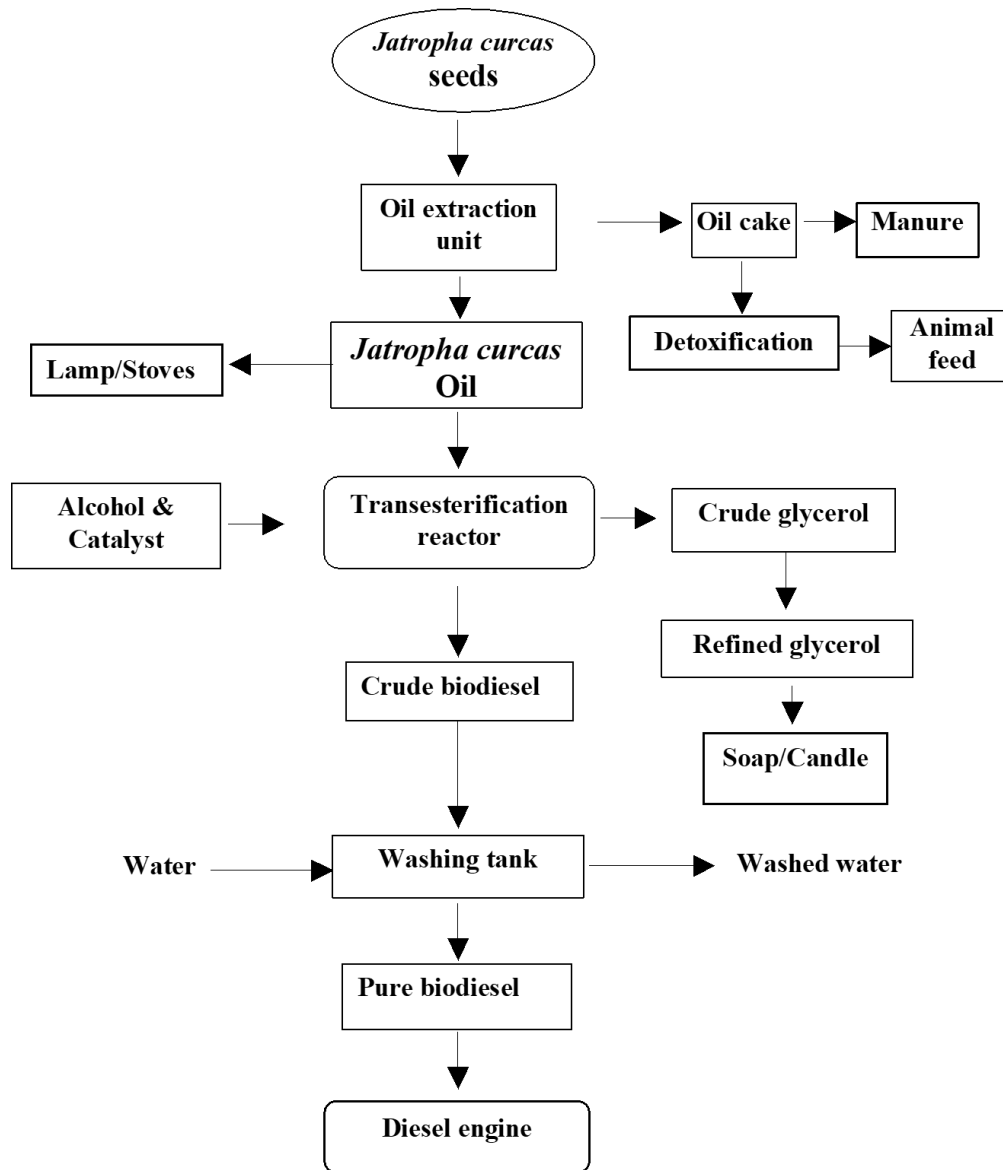 Jatropha curcas
seeds
Oil extraction
unit
Oil cake
Manure
Jatropha curcas
Oil
Lamp/Stoves
Detoxification
Animal
feed
Alcohol &
Catalyst
Transesterification
reactor
Crude glycerol
Refined glycerol
Crude biodiesel
Soap/Candle
Water
Washing tank
Washed water
Pure biodiesel
Diesel engine